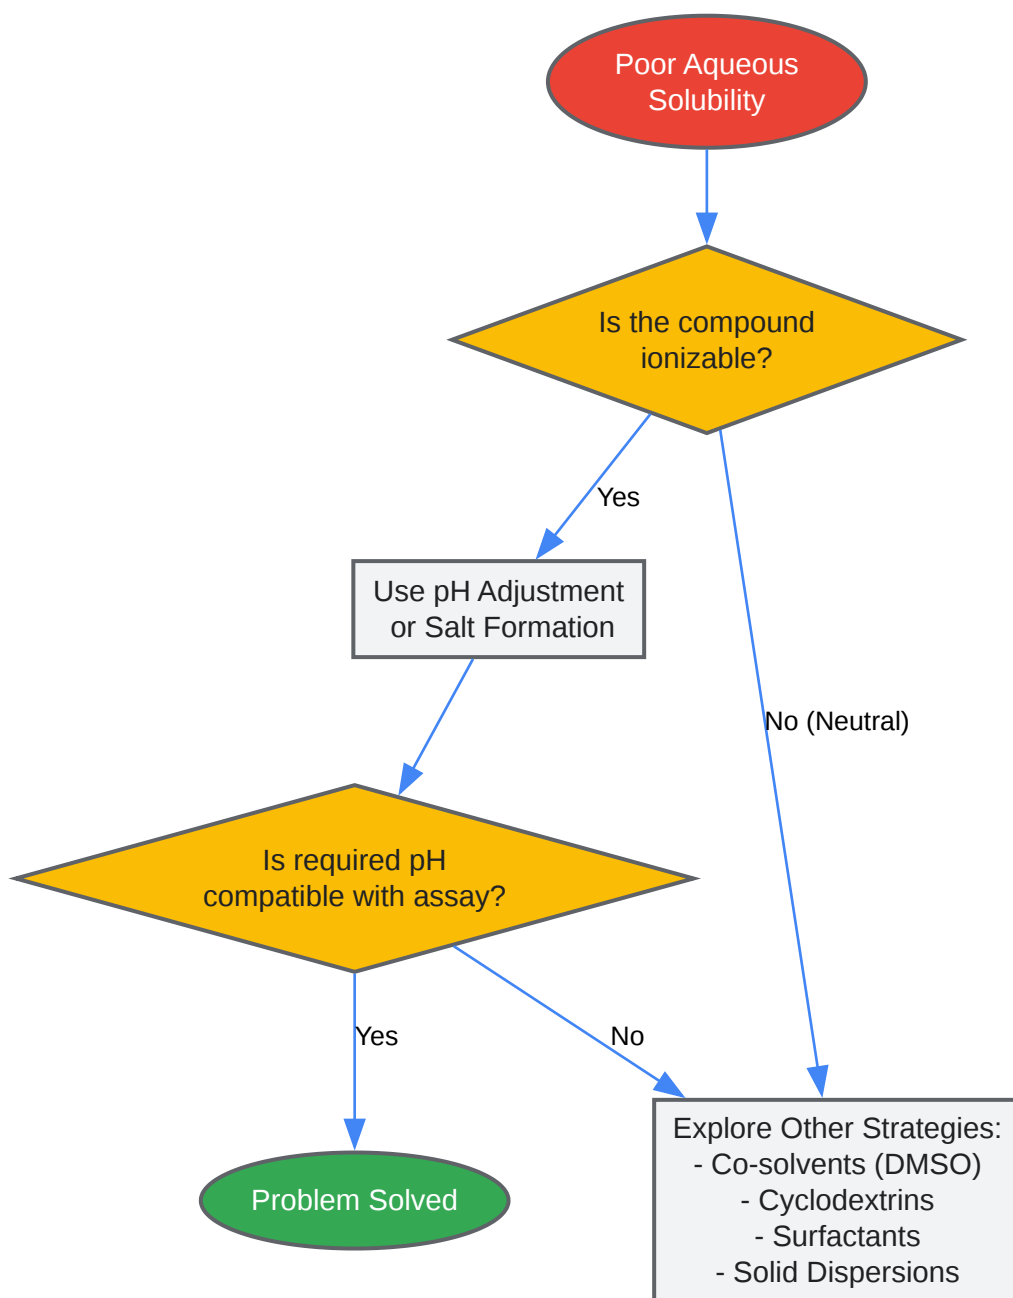 Poor Aqueous
Solubility
Is the compound
ionizable?
Yes
Use pH Adjustment
or Salt Formation
No (Neutral)
Is required pH
compatible with assay?
Yes
No
Explore Other Strategies:
- Co-solvents (DMSO)
- Cyclodextrins
- Surfactants
- Solid Dispersions
Problem Solved